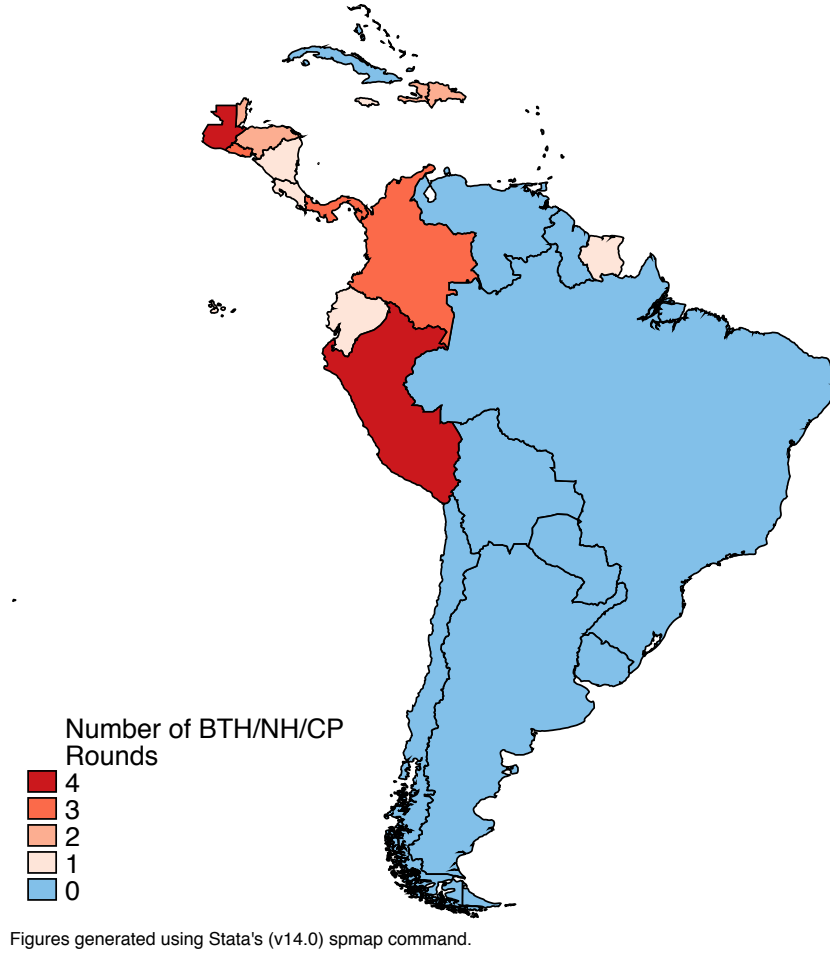 Number of BTH/NH/CP
Rounds
4
3
2
1
0
Figures generated using Stata's (v14.0) spmap command.